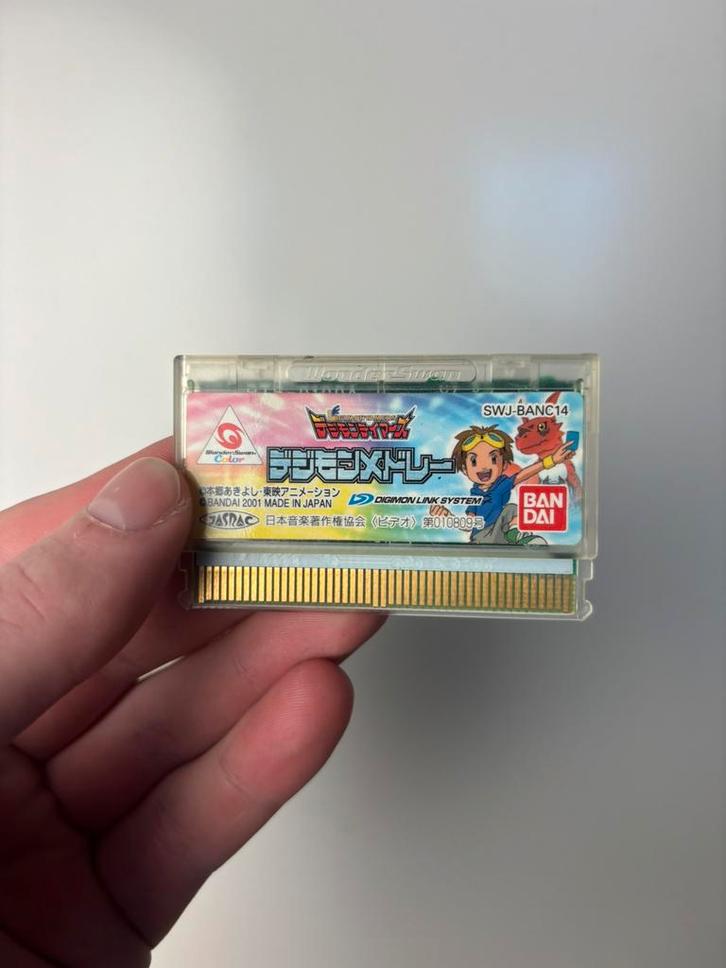 WonderSwan
SWJ-BANC14
デジモンテイマーズ
デジモンメドレー
WonderSwan
Color
©本郷あきよし・東映アニメーション
©BANDAI 2001 MADE IN JAPAN
DIGIMON LINK SYSTEM
BAN
DAI
JASRAC
日本音楽著作権協会〈ビデオ〉第010809号